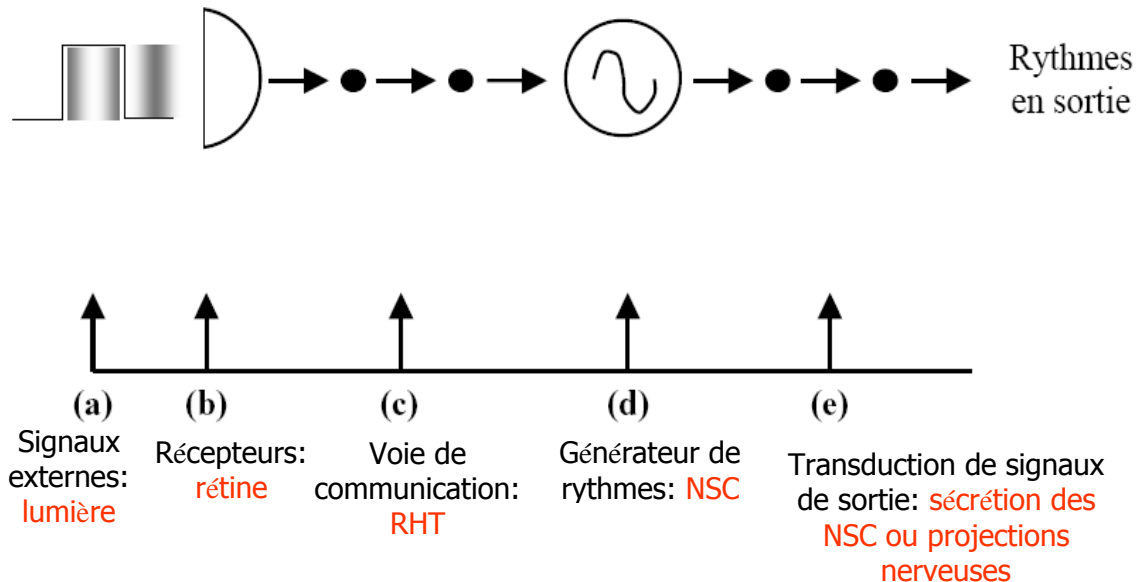 Rythmes
en sortie
(a)
(b)
(c)
(d)
(e)
Signaux
externes:
lumière
Récepteurs:
rétine
Voie de
communication:
RHT
Générateur de
rythmes: NSC
Transduction de signaux
de sortie: sécrétion des
NSC ou projections
nerveuses